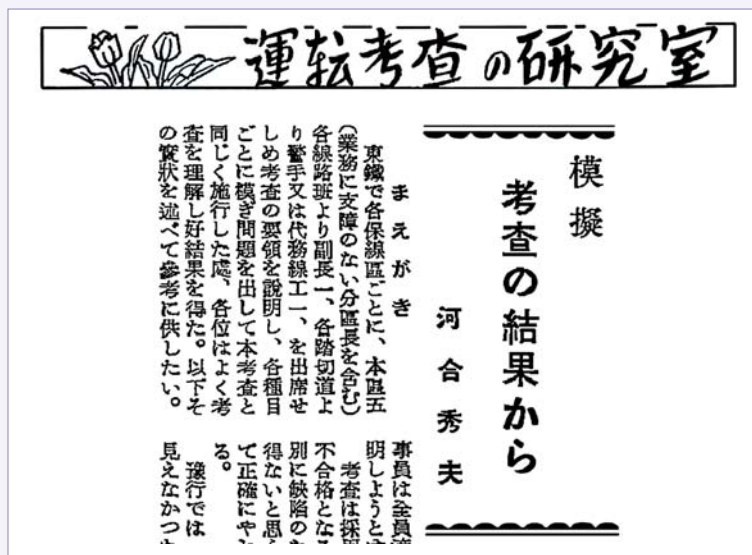 運転考査の研究室
模擬
考査の結果から
河合秀夫
まえがき
東鐵で各保線區ごとに、本區五
(業務に支障のない分區長を含む)
各線路班より副長一、各踏切道よ
り警手又は代務線工一、を出席せ
しめ考査の要領を説明し、各種目
ごとに模ぎ問題を出して本考査と
同じく施行した處、各位はよく考
査を理解し好結果を得た。以下そ
の實狀を述べて參考に供したい。
事員は全員
明しようと
考査は採用
不合格となる
別に缺陷の
得ないと思
て正確にや
る。
豫行では
見えなかつた